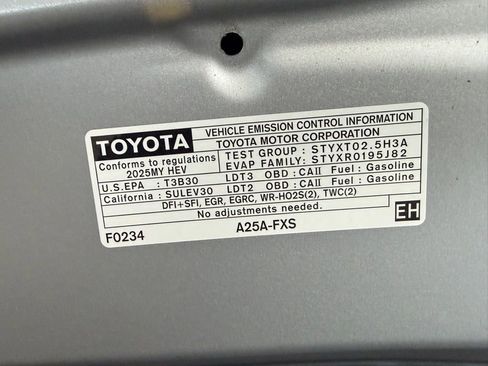 TOYOTA
VEHICLE EMISSION CONTROL INFORMATION
TOYOTA MOTOR CORPORATION
Conforms to regulations
2025MY HEV
TEST GROUP : STYXT02.5H3A
EVAP FAMILY: STYXR0195J82
U.S.EPA : T3B30 LDT3 OBD : CAII Fuel : Gasoline
California : SULEV30 LDT2 OBD : CAII Fuel : Gasoline
DFI+SFI, EGR, EGRC, WR-HO2S(2), TWC(2)
No adjustments needed.
F0234 A25A-FXS EH